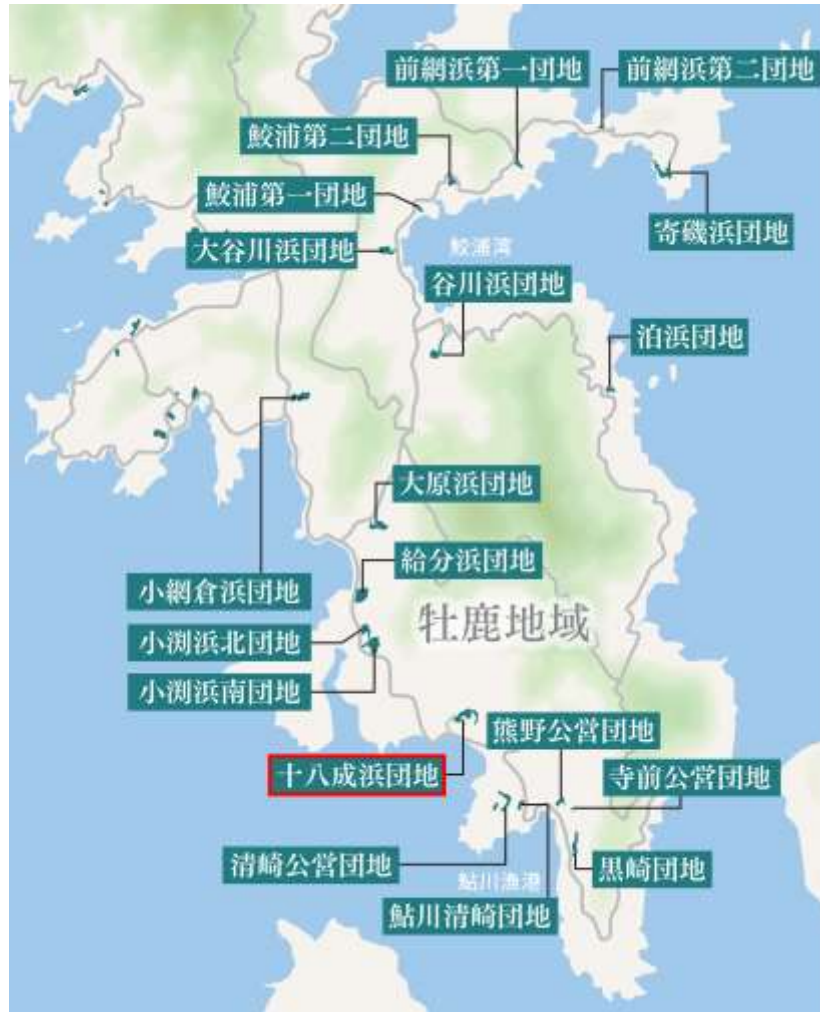 前網浜第一団地
前網浜第二団地
鮫浦第二団地
鮫浦第一団地
寄磯浜団地
大谷川浜団地
鮫浦湾
谷川浜団地
泊浜団地
大原浜団地
給分浜団地
小網倉浜団地
牡鹿地域
小渕浜北団地
小渕浜南団地
熊野公営団地
十八成浜団地
寺前公営団地
清崎公営団地
黒崎団地
鮎川漁港
鮎川清崎団地